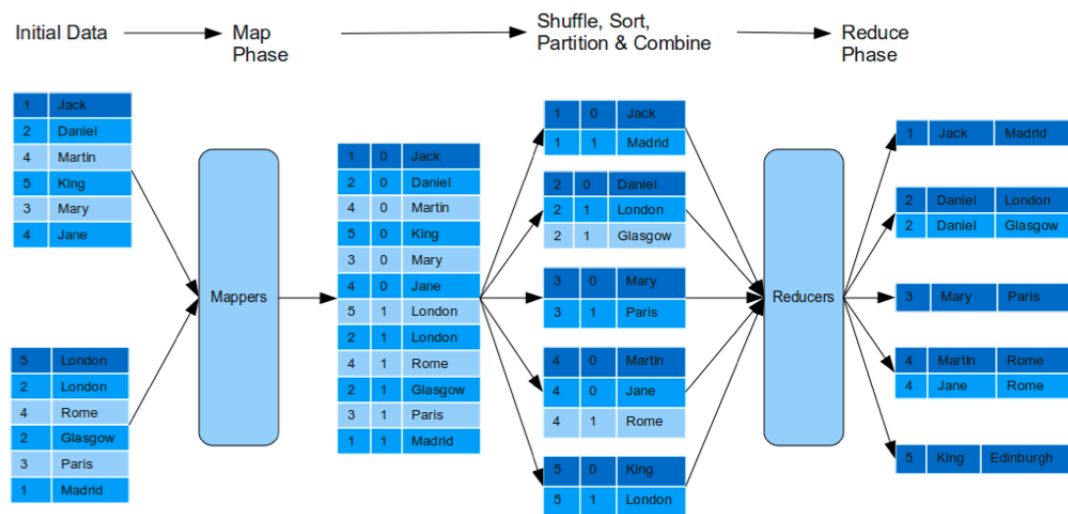 Initial Data
Map
Phase
Shuffle, Sort,
Partition & Combine
Reduce
Phase
1 Jack
2 Daniel
4 Martin
5 King
3 Mary
4 Jane
5 London
2 London
4 Rome
2 Glasgow
3 Paris
1 Madrid
Mappers
1 0 Jack
2 0 Daniel
4 0 Martin
5 0 King
3 0 Mary
4 0 Jane
5 1 London
2 1 London
4 1 Rome
2 1 Glasgow
3 1 Paris
1 1 Madrid
1 0 Jack
1 1 Madrid
2 0 Daniel
2 1 London
2 1 Glasgow
3 0 Mary
3 1 Paris
4 0 Martin
4 0 Jane
4 1 Rome
5 0 King
5 1 London
Reducers
1 Jack Madrid
2 Daniel London
2 Daniel Glasgow
3 Mary Paris
4 Martin Rome
4 Jane Rome
5 King Edinburgh